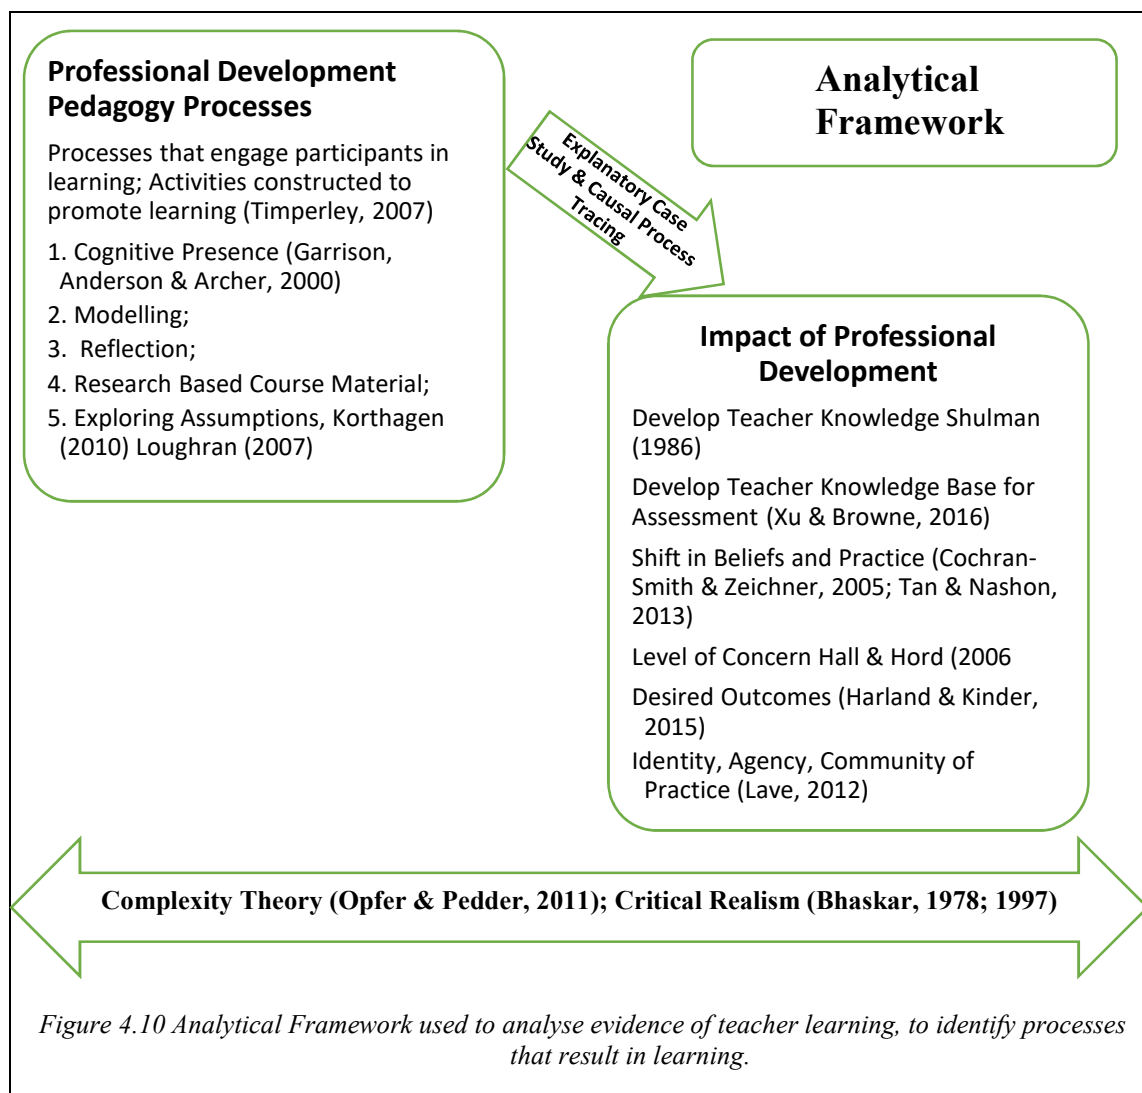 Professional Development
Pedagogy Processes
Processes that engage participants in
learning; Activities constructed to
promote learning (Timperley, 2007)
1. Cognitive Presence (Garrison,
Anderson & Archer, 2000)
2. Modelling;
3.  Reflection;
4. Research Based Course Material;
5. Exploring Assumptions, Korthagen
(2010) Loughran (2007)
Analytical
Framework
Explanatory Case
Study & Causal Process
Tracing
Impact of Professional
Development
Develop Teacher Knowledge Shulman
(1986)
Develop Teacher Knowledge Base for
Assessment (Xu & Browne, 2016)
Shift in Beliefs and Practice (Cochran-
Smith & Zeichner, 2005; Tan & Nashon,
2013)
Level of Concern Hall & Hord (2006
Desired Outcomes (Harland & Kinder,
2015)
Identity, Agency, Community of
Practice (Lave, 2012)
Complexity Theory (Opfer & Pedder, 2011); Critical Realism (Bhaskar, 1978; 1997)
Figure 4.10 Analytical Framework used to analyse evidence of teacher learning, to identify processes
that result in learning.